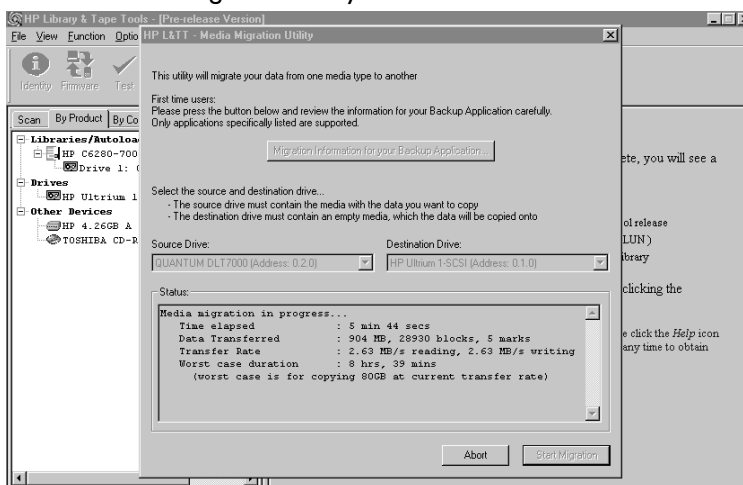 HP Library & Tape Tools - [Pre-release Version]
File View Function Optio
Identity Firmware Test
Scan By Product By Co
Libraries/Autoloa
HP C6280-700
Drive 1: (
Drives
HP Ultrium 1
Other Devices
HP 4.26GB A
TOSHIBA CD-R
HP L&TT - Media Migration Utility
This utility will migrate your data from one media type to another
First time users:
Please press the button below and review the information for your Backup Application carefully.
Only applications specifically listed are supported.
Migration Information for your Backup Application...
Select the source and destination drive...
- The source drive must contain the media with the data you want to copy
- The destination drive must contain an empty media, which the data will be copied onto
Source Drive: Destination Drive:
QUANTUM DLT7000 (Address: 0.2.0) HP Ultrium 1-SCSI (Address: 0.1.0)
Status:
Media migration in progress...
Time elapsed : 5 min 44 secs
Data Transferred : 904 MB, 28930 blocks, 5 marks
Transfer Rate : 2.63 MB/s reading, 2.63 MB/s writing
Worst case duration : 8 hrs, 39 mins
(worst case is for copying 80GB at current transfer rate)
Abort Start Migration
ete, you will see a
ol release
LUN)
ibrary
clicking the
e click the Help icon
any time to obtain